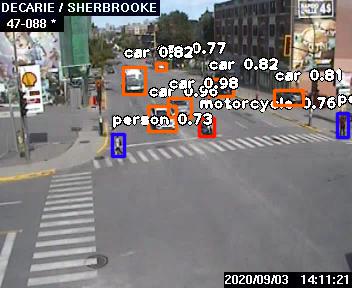 DECARIE / SHERBROOKE
47-088 *
car 0.82
0.77
car 0.82
car 0.98
car 0.81
car 0.96
motorcycle 0.76
person 0.73
pe
2020/09/03 14:11:21